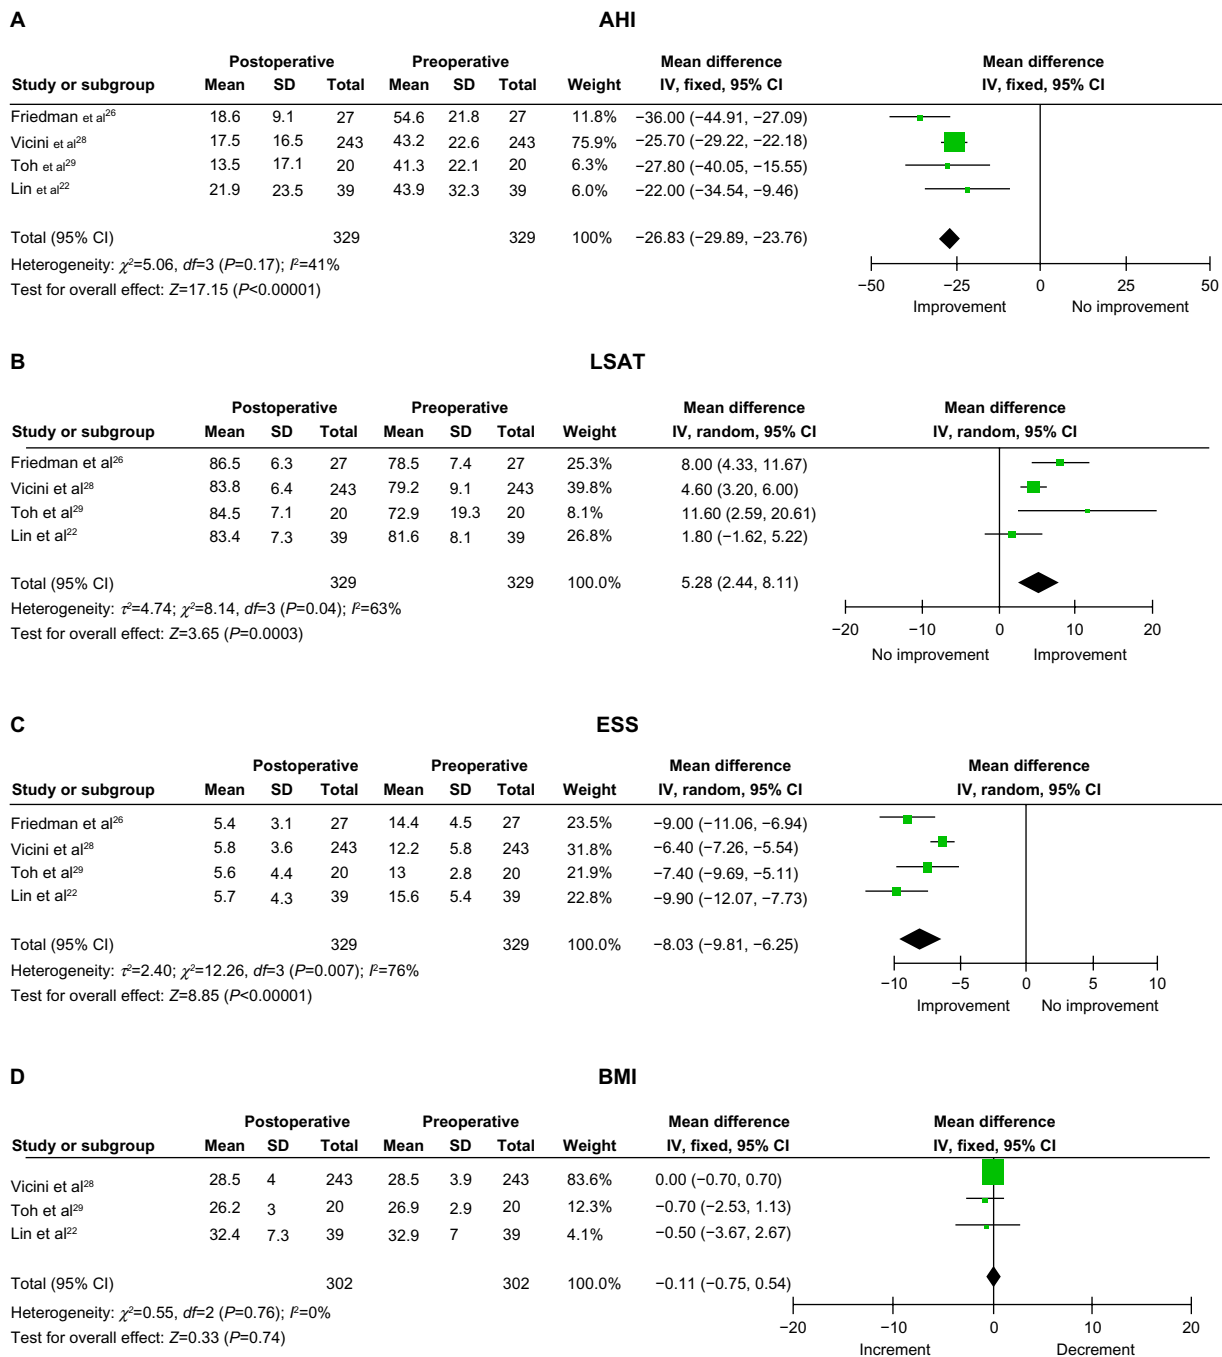 A AHI
Postoperative Preoperative Mean difference Mean difference
Study or subgroup Mean SD Total Mean SD Total Weight IV, fixed, 95% CI IV, fixed, 95% CI
Friedman et al26 18.6 9.1 27 54.6 21.8 27 11.8% −36.00 (−44.91, −27.09)
Vicini et al28 17.5 16.5 243 43.2 22.6 243 75.9% −25.70 (−29.22, −22.18)
Toh et al29 13.5 17.1 20 41.3 22.1 20 6.3% −27.80 (−40.05, −15.55)
Lin et al22 21.9 23.5 39 43.9 32.3 39 6.0% −22.00 (−34.54, −9.46)
Total (95% CI) 329 329 100% −26.83 (−29.89, −23.76)
Heterogeneity: χ²=5.06, df=3 (P=0.17); I²=41%
Test for overall effect: Z=17.15 (P<0.00001)
−50 −25 0 25 50
Improvement No improvement
B LSAT
Postoperative Preoperative Mean difference Mean difference
Study or subgroup Mean SD Total Mean SD Total Weight IV, random, 95% CI IV, random, 95% CI
Friedman et al26 86.5 6.3 27 78.5 7.4 27 25.3% 8.00 (4.33, 11.67)
Vicini et al28 83.8 6.4 243 79.2 9.1 243 39.8% 4.60 (3.20, 6.00)
Toh et al29 84.5 7.1 20 72.9 19.3 20 8.1% 11.60 (2.59, 20.61)
Lin et al22 83.4 7.3 39 81.6 8.1 39 26.8% 1.80 (−1.62, 5.22)
Total (95% CI) 329 329 100.0% 5.28 (2.44, 8.11)
Heterogeneity: τ²=4.74; χ²=8.14, df=3 (P=0.04); I²=63%
Test for overall effect: Z=3.65 (P=0.0003)
−20 −10 0 10 20
No improvement Improvement
C ESS
Postoperative Preoperative Mean difference Mean difference
Study or subgroup Mean SD Total Mean SD Total Weight IV, random, 95% CI IV, random, 95% CI
Friedman et al26 5.4 3.1 27 14.4 4.5 27 23.5% −9.00 (−11.06, −6.94)
Vicini et al28 5.8 3.6 243 12.2 5.8 243 31.8% −6.40 (−7.26, −5.54)
Toh et al29 5.6 4.4 20 13 2.8 20 21.9% −7.40 (−9.69, −5.11)
Lin et al22 5.7 4.3 39 15.6 5.4 39 22.8% −9.90 (−12.07, −7.73)
Total (95% CI) 329 329 100.0% −8.03 (−9.81, −6.25)
Heterogeneity: τ²=2.40; χ²=12.26, df=3 (P=0.007); I²=76%
Test for overall effect: Z=8.85 (P<0.00001)
−10 −5 0 5 10
Improvement No improvement
D BMI
Postoperative Preoperative Mean difference Mean difference
Study or subgroup Mean SD Total Mean SD Total Weight IV, fixed, 95% CI IV, fixed, 95% CI
Vicini et al28 28.5 4 243 28.5 3.9 243 83.6% 0.00 (−0.70, 0.70)
Toh et al29 26.2 3 20 26.9 2.9 20 12.3% −0.70 (−2.53, 1.13)
Lin et al22 32.4 7.3 39 32.9 7 39 4.1% −0.50 (−3.67, 2.67)
Total (95% CI) 302 302 100.0% −0.11 (−0.75, 0.54)
Heterogeneity: χ²=0.55, df=2 (P=0.76); I²=0%
Test for overall effect: Z=0.33 (P=0.74)
−20 −10 0 10 20
Increment Decrement